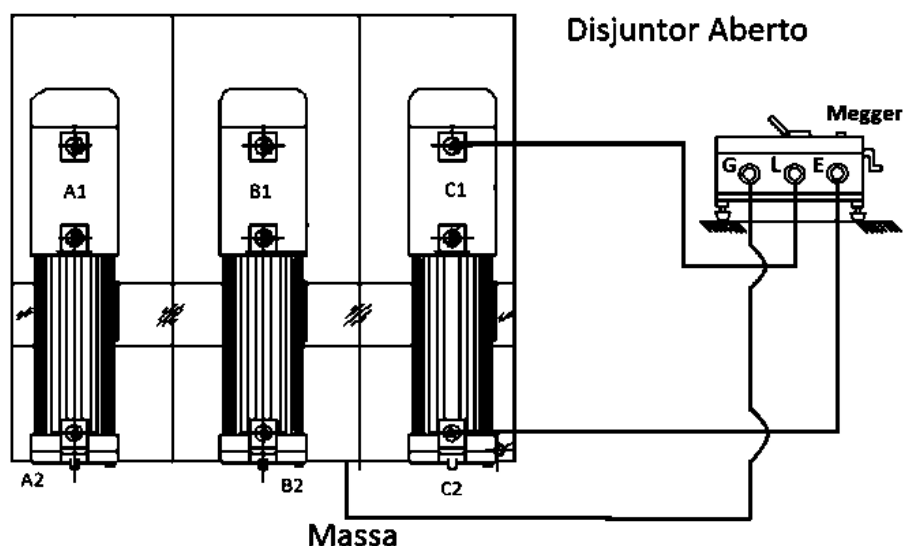 Disjuntor Aberto
Megger
G L E
A1 B1 C1
A2 B2 C2
Massa